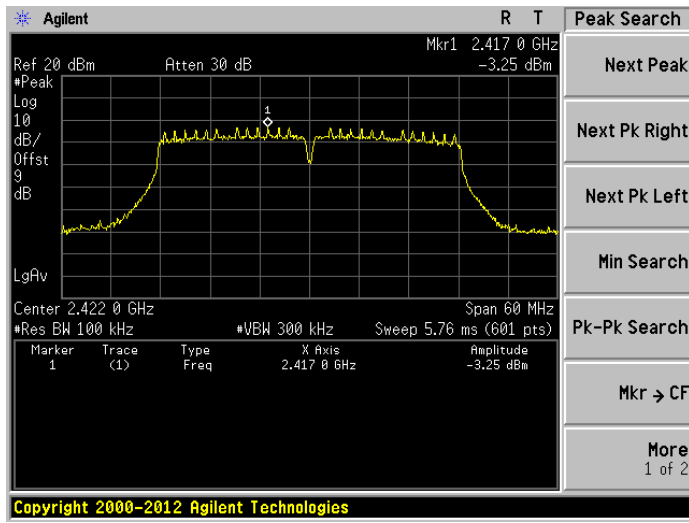 Agilent R T Peak Search
Mkr1 2.417 0 GHz
Ref 20 dBm Atten 30 dB -3.25 dBm
#Peak
Log
10
dB/
Offst
9
dB
LgAv
1
Center 2.422 0 GHz Span 60 MHz
#Res BW 100 kHz #VBW 300 kHz Sweep 5.76 ms (601 pts)
Marker Trace Type X Axis Amplitude
1 (1) Freq 2.417 0 GHz -3.25 dBm
Next Peak
Next Pk Right
Next Pk Left
Min Search
Pk-Pk Search
Mkr → CF
More
1 of 2
Copyright 2000-2012 Agilent Technologies